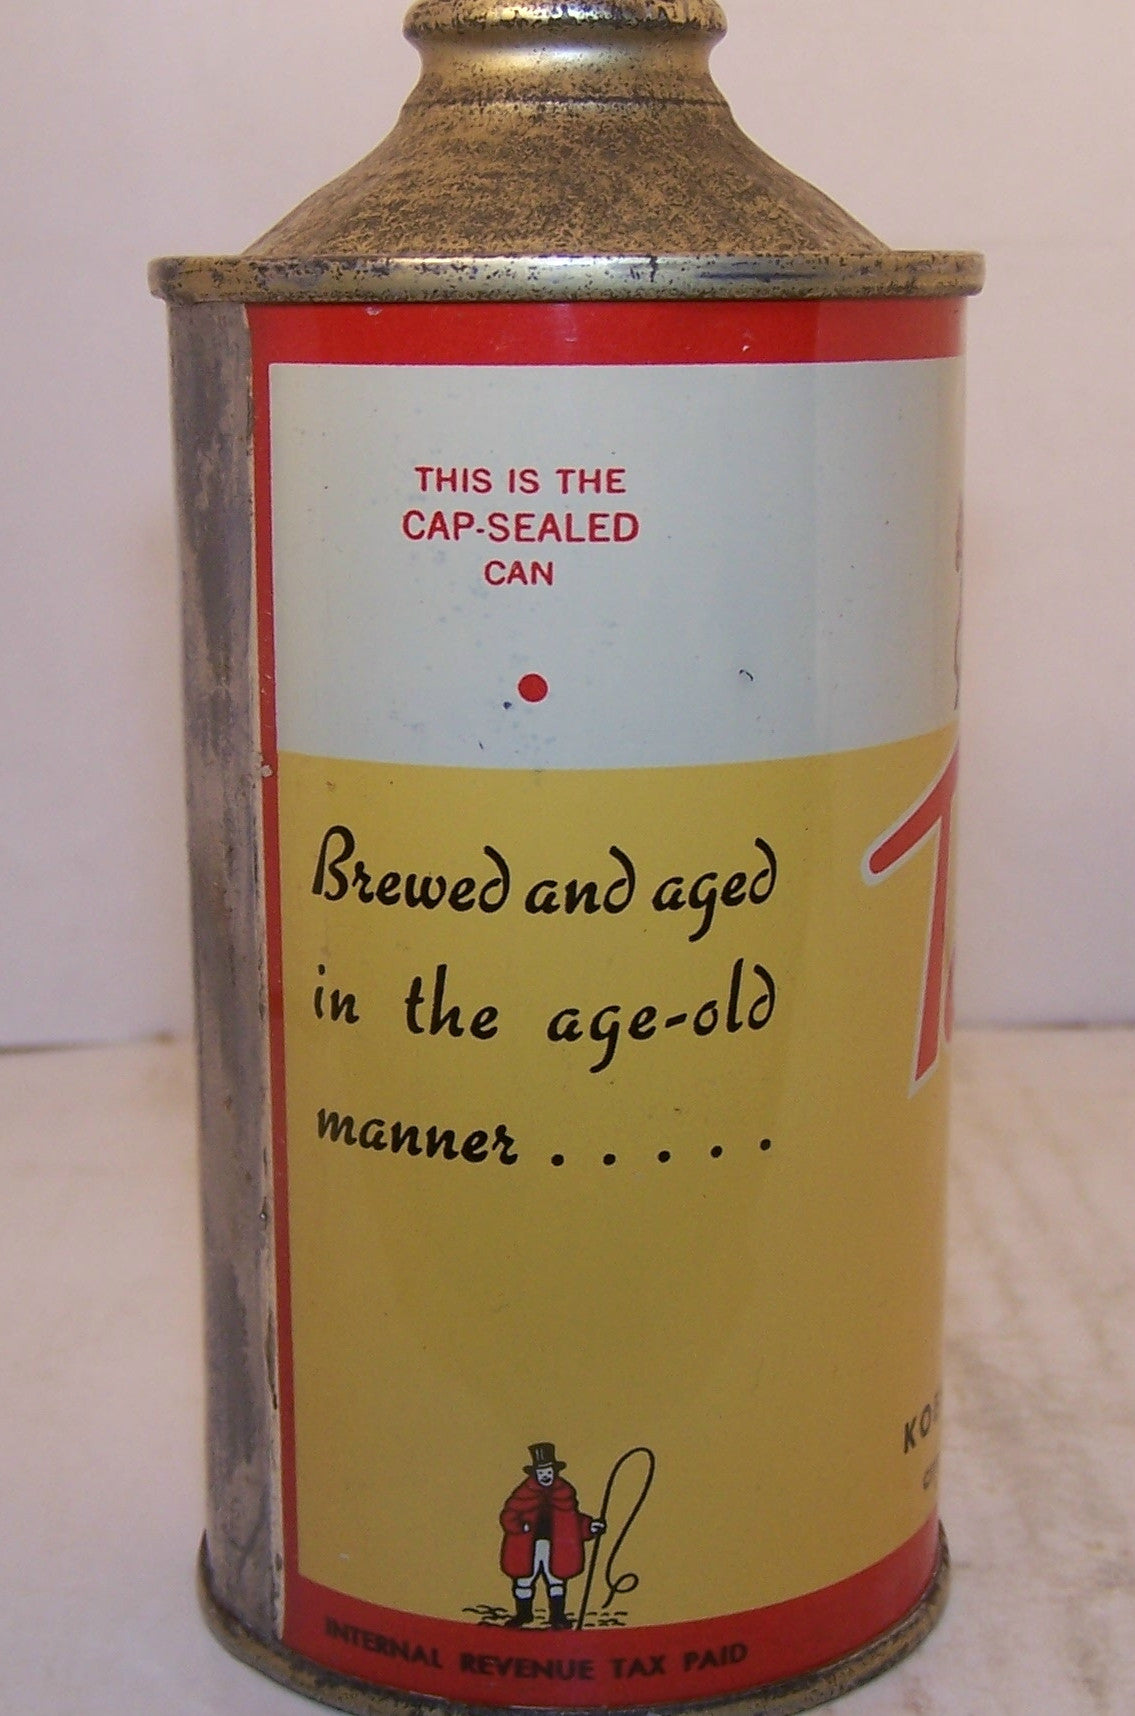 THIS IS THE
CAP-SEALED
CAN
Brewed and aged
in the age-old
manner . . . . .
INTERNAL REVENUE TAX PAID